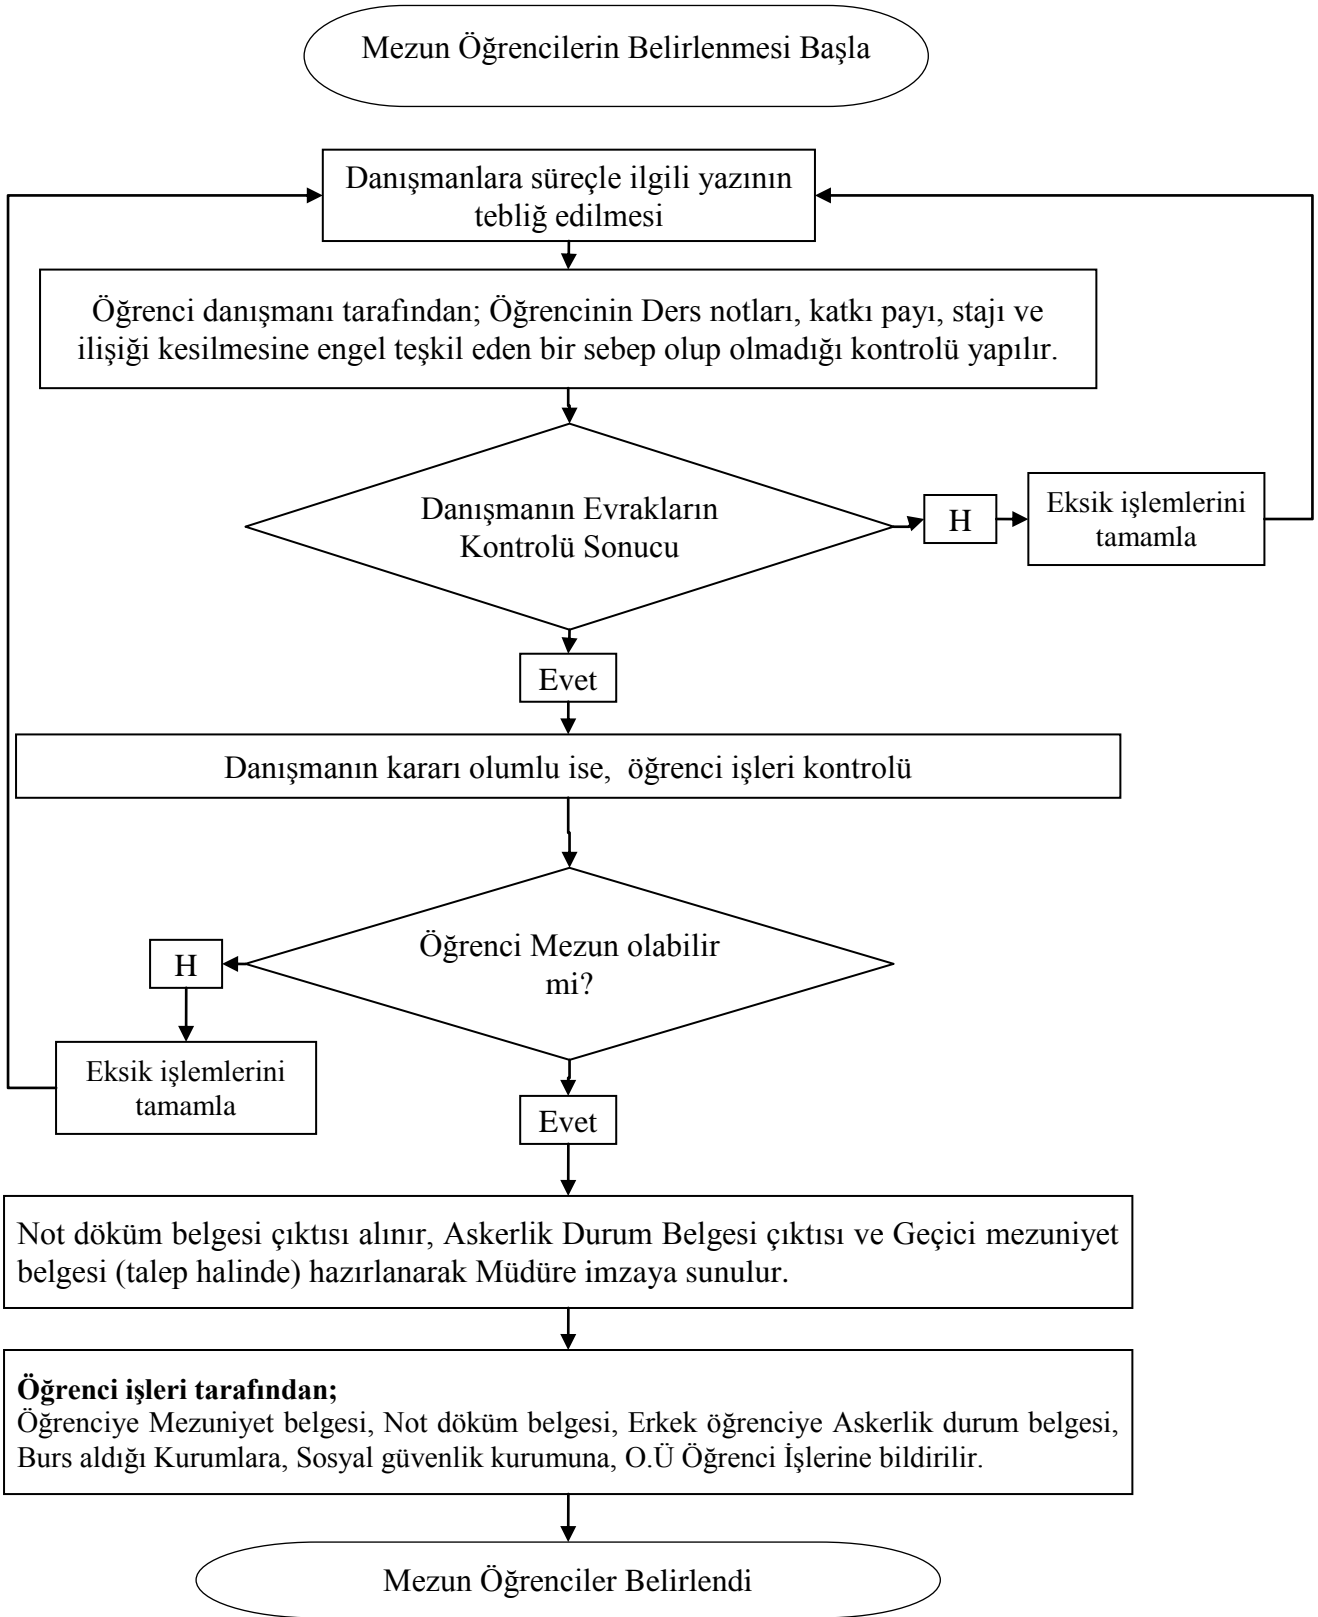 Mezun Öğrencilerin Belirlenmesi Başla
Danışmanlara süreçle ilgili yazının
tebliğ edilmesi
Öğrenci danışmanı tarafından; Öğrencinin Ders notları, katkı payı, stajı ve
ilişiği kesilmesine engel teşkil eden bir sebep olup olmadığı kontrolü yapılır.
Danışmanın Evrakların
Kontrolü Sonucu
H
Eksik işlemlerini
tamamla
Evet
Danışmanın kararı olumlu ise, öğrenci işleri kontrolü
Öğrenci Mezun olabilir
mi?
H
Eksik işlemlerini
tamamla
Evet
Not döküm belgesi çıktısı alınır, Askerlik Durum Belgesi çıktısı ve Geçici mezuniyet
belgesi (talep halinde) hazırlanarak Müdüre imzaya sunulur.
Öğrenci işleri tarafından;
Öğrenciye Mezuniyet belgesi, Not döküm belgesi, Erkek öğrenciye Askerlik durum belgesi,
Burs aldığı Kurumlara, Sosyal güvenlik kurumuna, O.Ü Öğrenci İşlerine bildirilir.
Mezun Öğrenciler Belirlendi